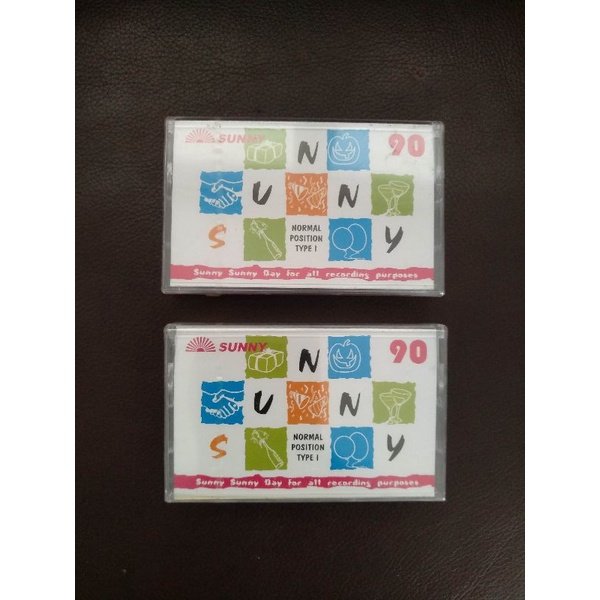 SUNNY 90
N
U N
S NORMAL Y
POSITION
TYPE I
Sunny Sunny Day for all recording purposes
SUNNY 90
N
U N
S NORMAL Y
POSITION
TYPE I
Sunny Sunny Day for all recording purposes